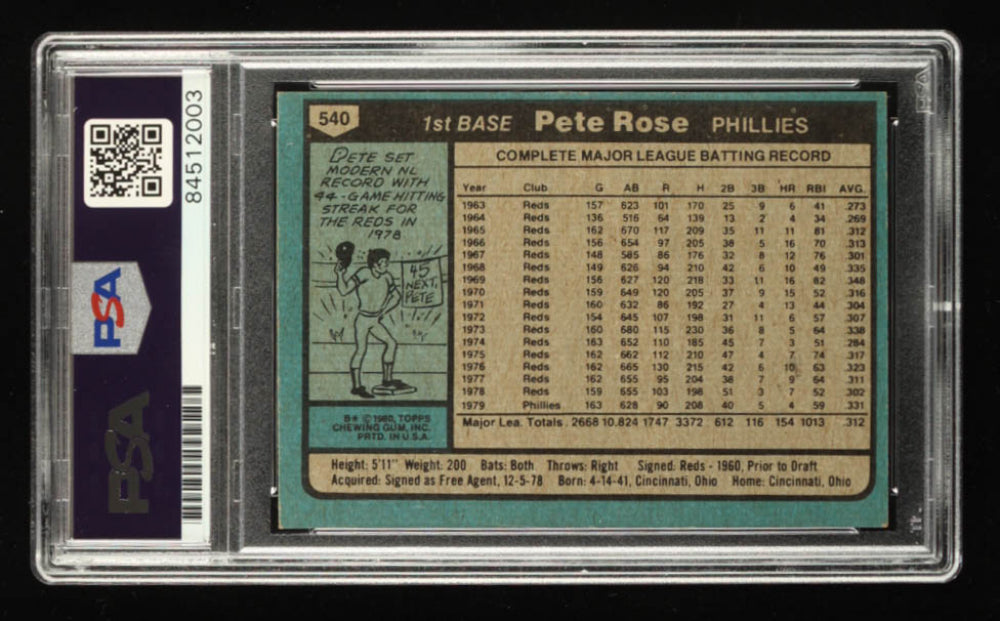 84512003
PSA
PSA
540
1st BASE Pete Rose PHILLIES
PETE SET
MODERN NL
RECORD WITH
44-GAME HITTING
STREAK FOR
THE REDS IN
1978
45
NEXT,
PETE
B* © 1980, TOPPS
CHEWING GUM, INC.
PRTD. IN U.S.A.
COMPLETE MAJOR LEAGUE BATTING RECORD
Year Club G AB R H 2B 3B HR RBI AVG.
1963 Reds 157 623 101 170 25 9 6 41 .273
1964 Reds 136 516 64 139 13 2 4 34 .269
1965 Reds 162 670 117 209 35 11 11 81 .312
1966 Reds 156 654 97 205 38 5 16 70 .313
1967 Reds 148 585 86 176 32 8 12 76 .301
1968 Reds 149 626 94 210 42 6 10 49 .335
1969 Reds 156 627 120 218 33 11 16 82 .348
1970 Reds 159 649 120 205 37 9 15 52 .316
1971 Reds 160 632 86 192 27 4 13 44 .304
1972 Reds 154 645 107 198 31 11 6 57 .307
1973 Reds 160 680 115 230 36 8 5 64 .338
1974 Reds 163 652 110 185 45 7 3 51 .284
1975 Reds 162 662 112 210 47 4 7 74 .317
1976 Reds 162 665 130 215 42 6 10 63 .323
1977 Reds 162 655 95 204 38 7 9 64 .311
1978 Reds 159 655 103 198 51 3 7 52 .302
1979 Phillies 163 628 90 208 40 5 4 59 .331
Major Lea. Totals 2668 10,824 1747 3372 612 116 154 1013 .312
Height: 5'11" Weight: 200 Bats: Both Throws: Right Signed: Reds - 1960, Prior to Draft
Acquired: Signed as Free Agent, 12-5-78 Born: 4-14-41, Cincinnati, Ohio Home: Cincinnati, Ohio